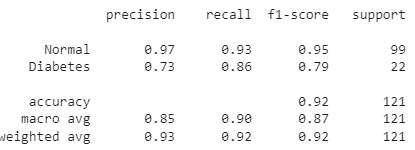 precision recall f1-score support
Normal 0.97 0.93 0.95 99
Diabetes 0.73 0.86 0.79 22
accuracy 0.92 121
macro avg 0.85 0.90 0.87 121
weighted avg 0.93 0.92 0.92 121